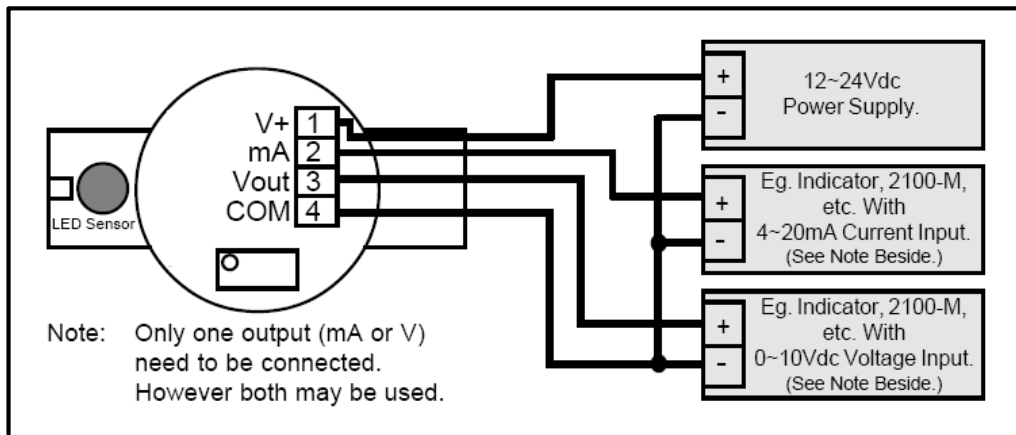 V+ 1
mA 2
Vout 3
COM 4
LED Sensor
Note: Only one output (mA or V)
need to be connected.
However both may be used.
+
-
12~24Vdc
Power Supply.
+
-
Eg. Indicator, 2100-M,
etc. With
4~20mA Current Input.
(See Note Beside.)
+
-
Eg. Indicator, 2100-M,
etc. With
0~10Vdc Voltage Input.
(See Note Beside.)